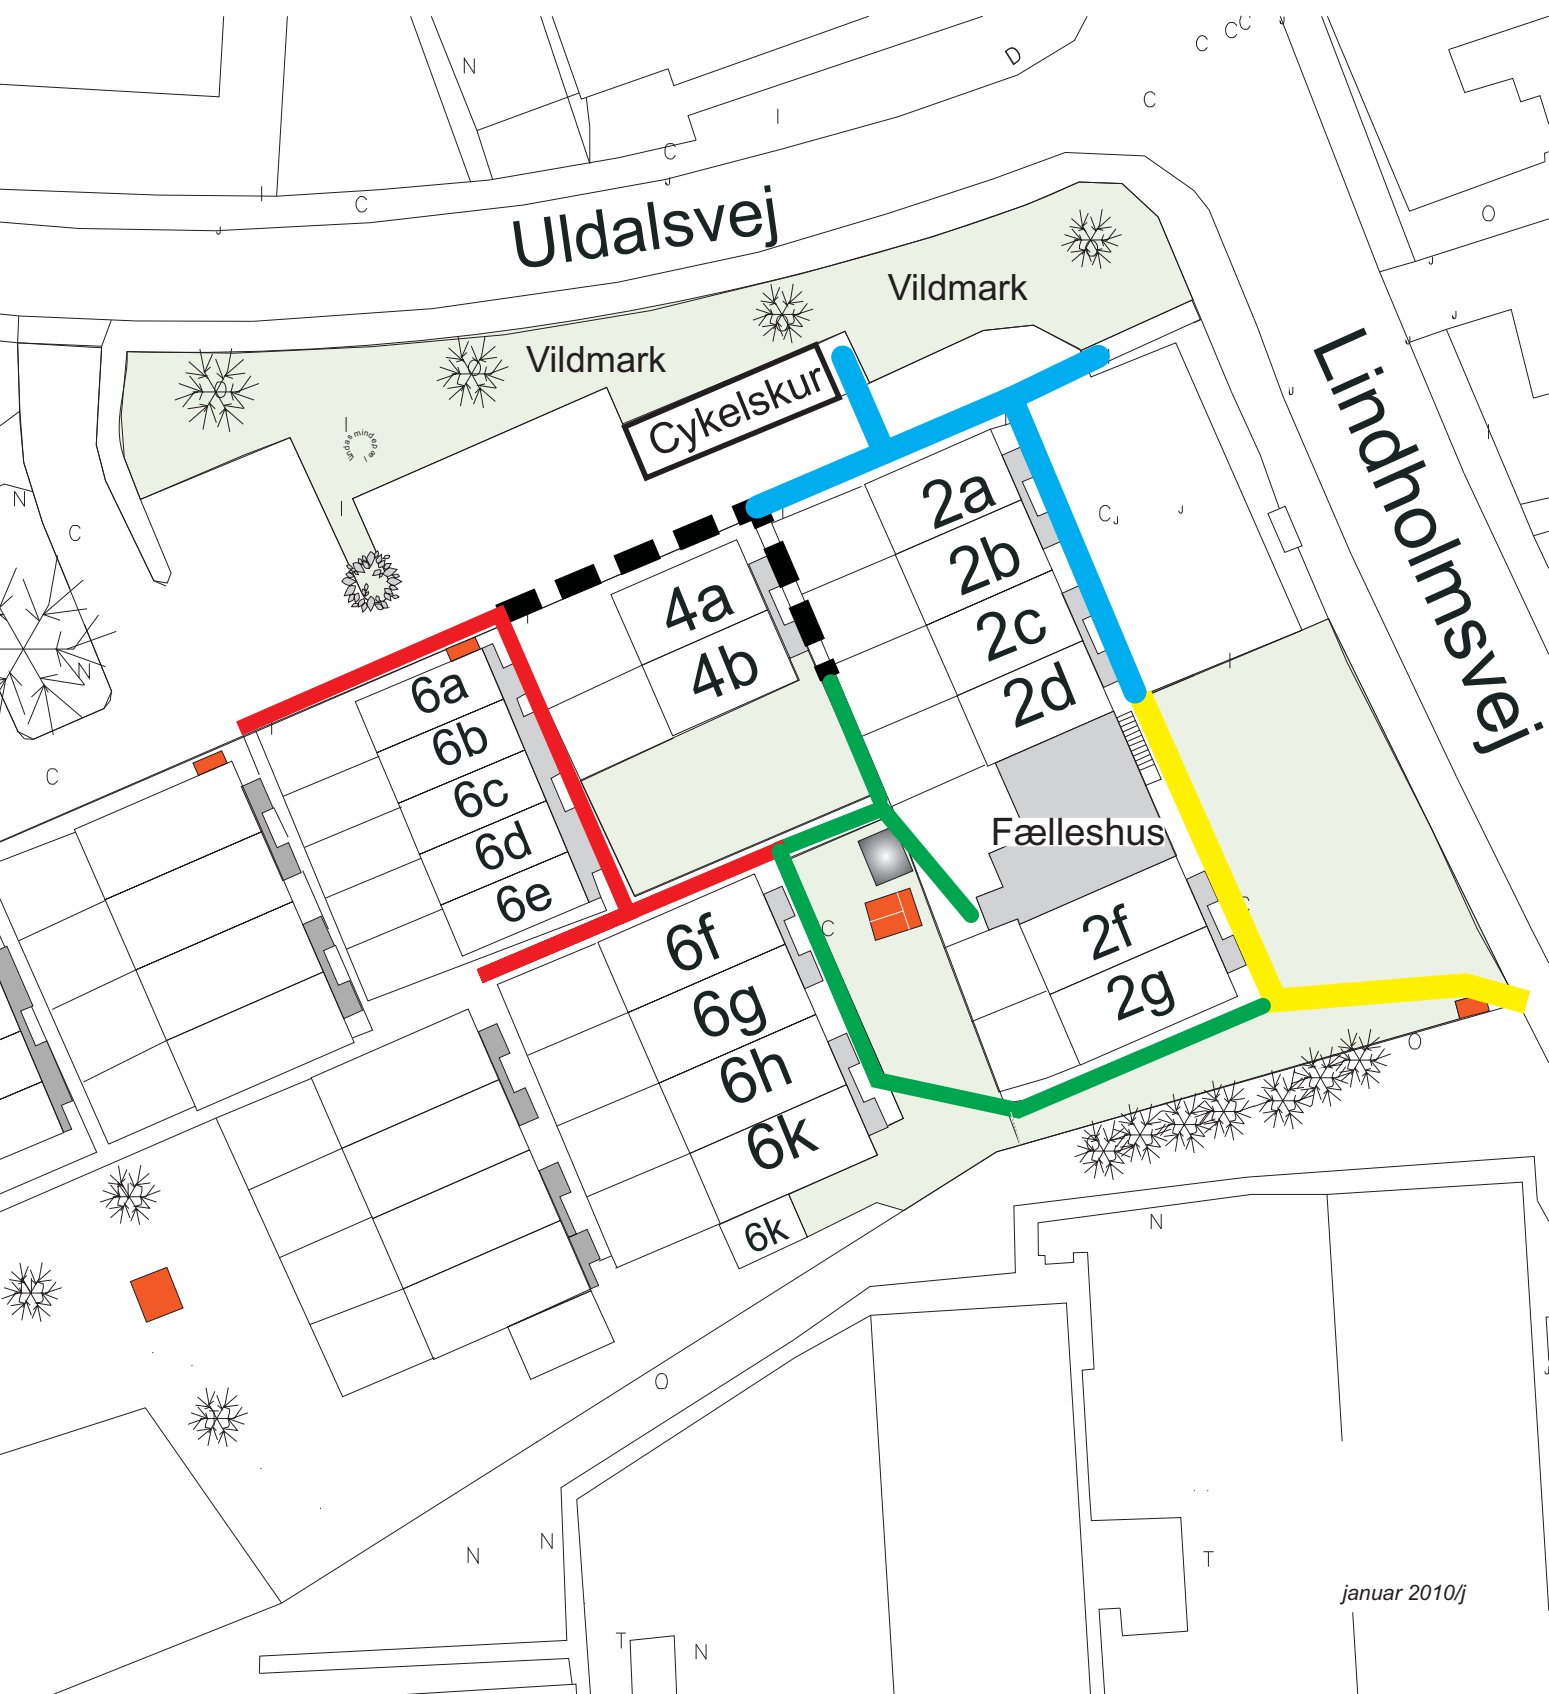 N
D
C
C
C
C
I
C
I
C
J
J
J
O
Uldalsvej
Vildmark
Vildmark
Cykelskur
Lindholmsvej
J
J
J
J
I
I
I
N
C
C
J
J
2a
2b
2c
2d
4a
4b
I
I
I
I
N
C
6a
6b
6c
6d
6e
Fælleshus
2f
2g
C
6f
6g
6h
6k
6k
O
N
O
N
N
T
T
N
J
januar 2010/j